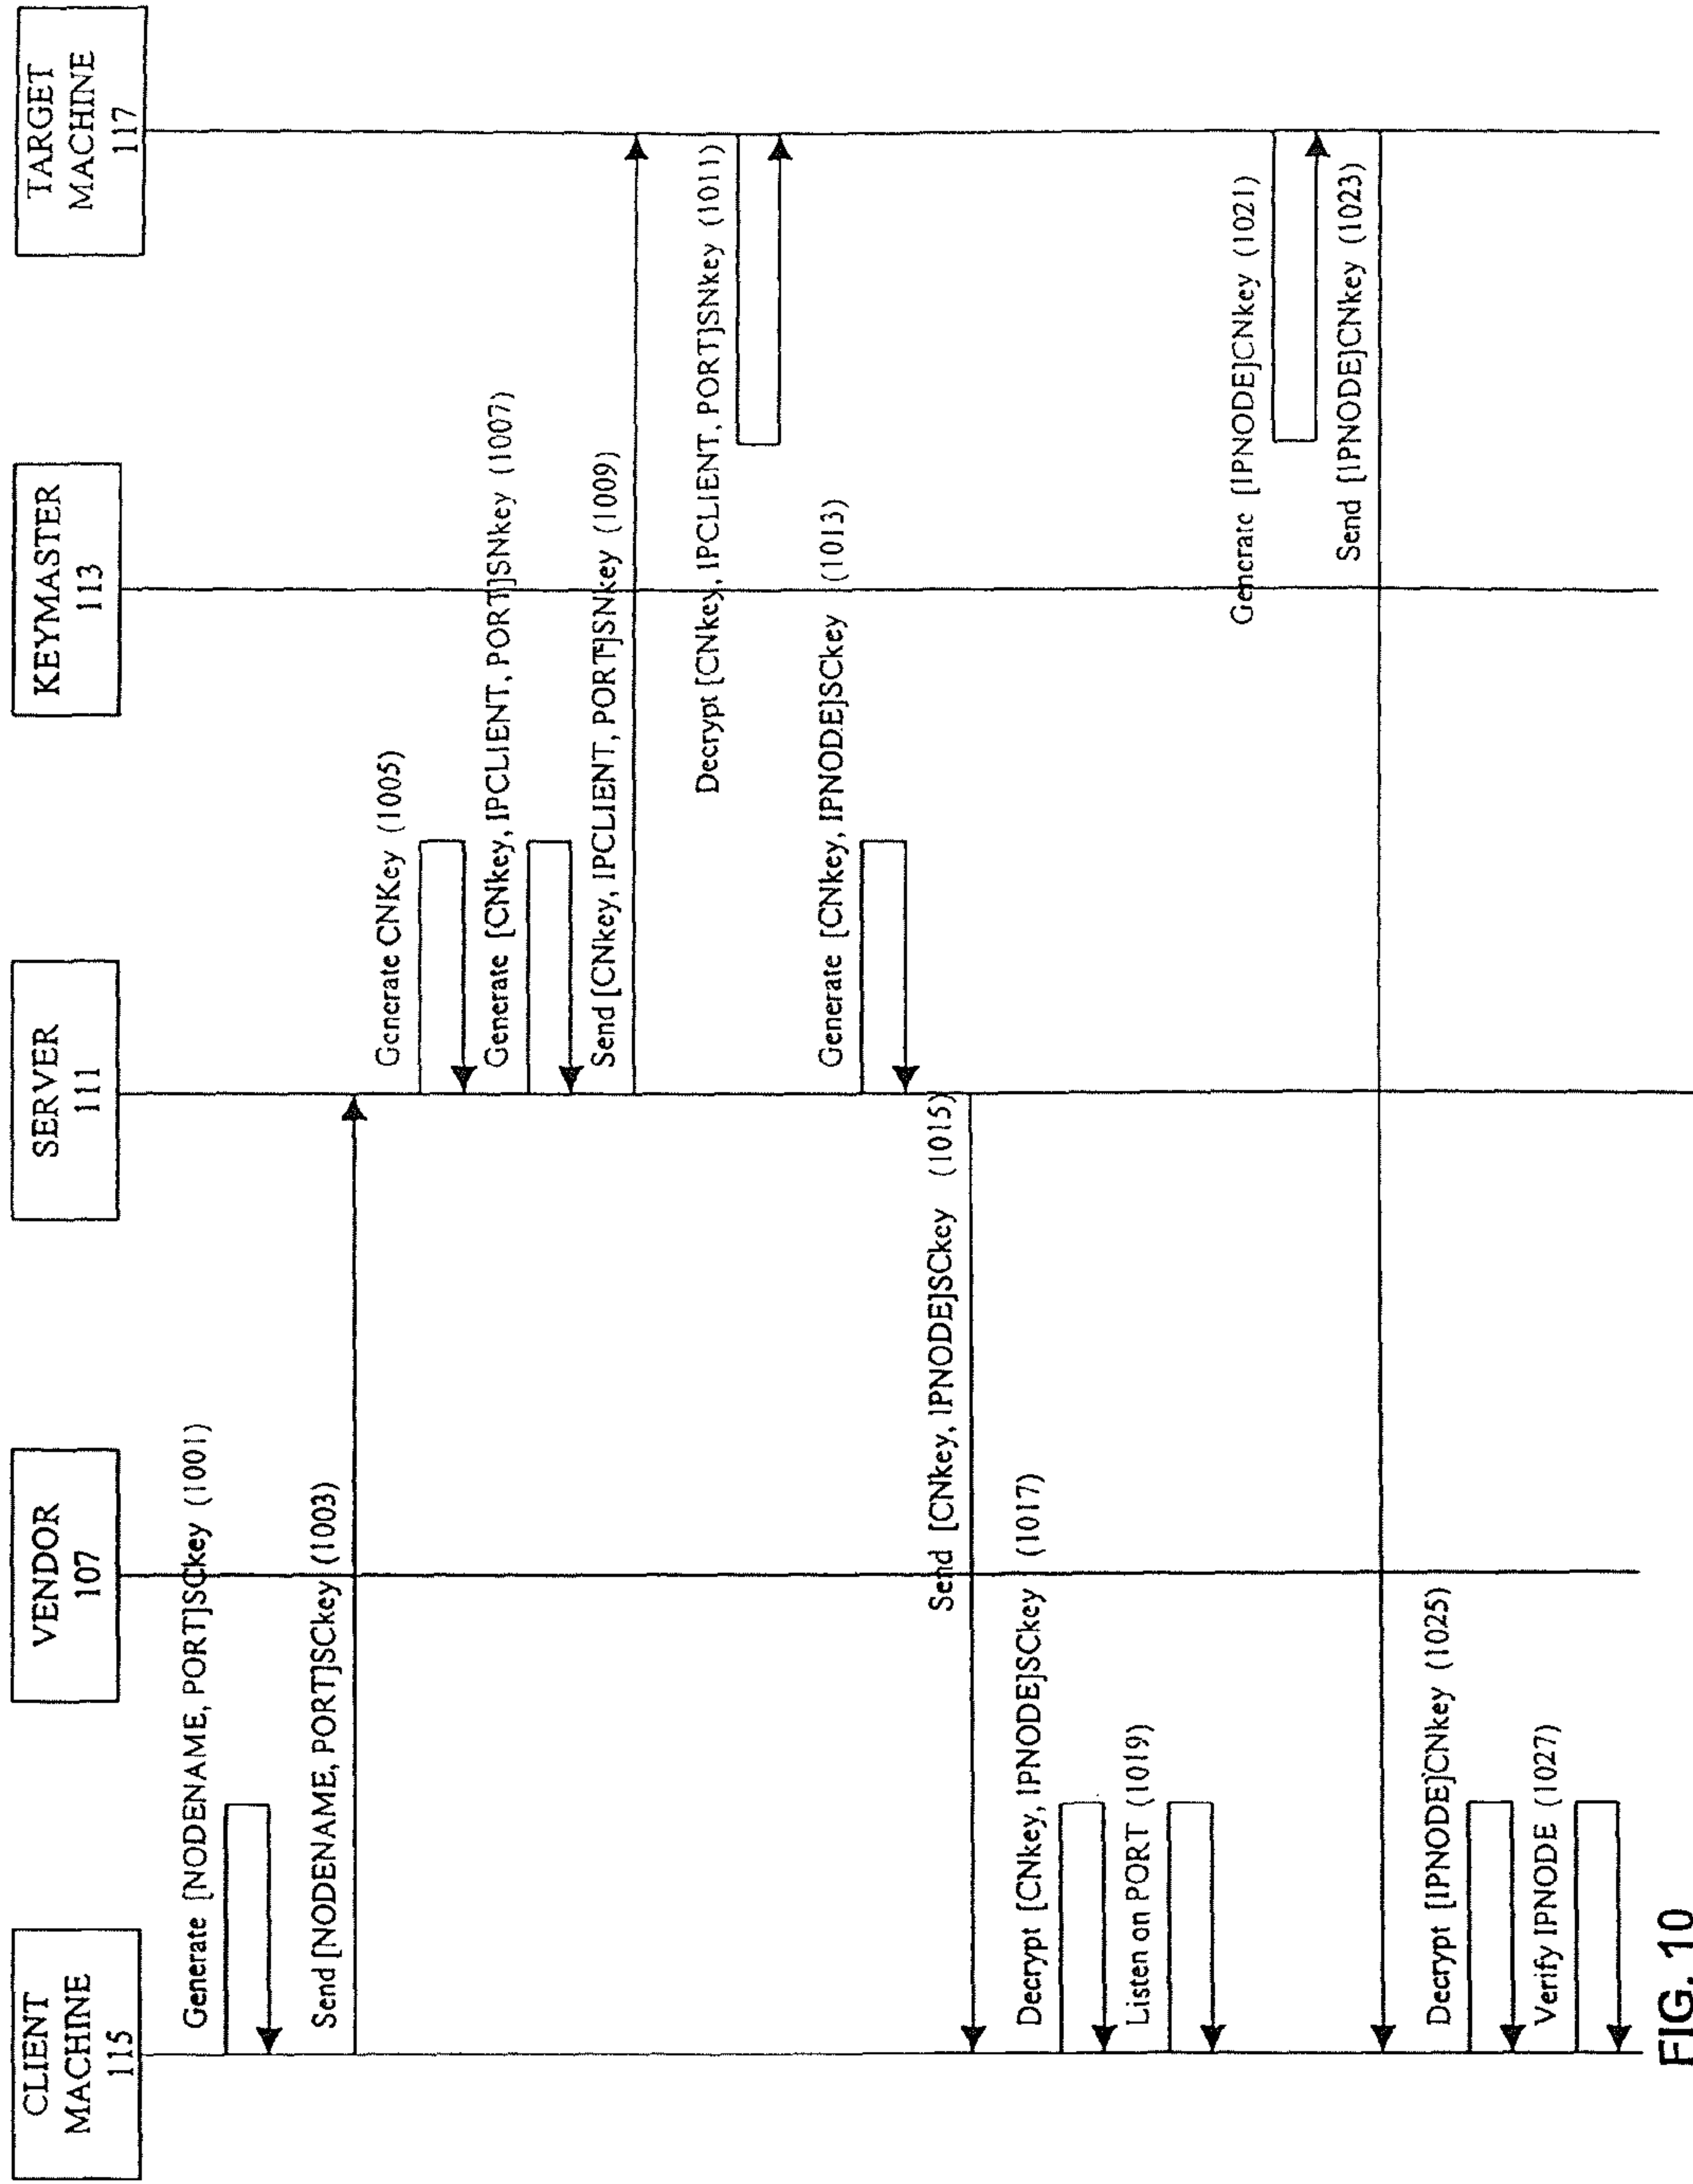 CLIENT
MACHINE
115
VENDOR
107
SERVER
111
KEYMASTER
113
TARGET
MACHINE
117
Generate [NODENAME, PORT]SCkey (1001)
Send [NODENAME, PORT]SCkey (1003)
Generate CNKey (1005)
Generate [CNkey, IPCLIENT, PORT]SNkey (1007)
Send [CNkey, IPCLIENT, PORT]SNkey (1009)
Decrypt [CNkey, IPCLIENT, PORT]SNkey (1011)
Generate [CNkey, IPNODE]SCkey (1013)
Send [CNkey, IPNODE]SCkey (1015)
Decrypt [CNkey, IPNODE]SCkey (1017)
Listen on PORT (1019)
Generate [IPNODE]CNkey (1021)
Send [IPNODE]CNkey (1023)
Decrypt [IPNODE]CNkey (1025)
Verify IPNODE (1027)
FIG. 10